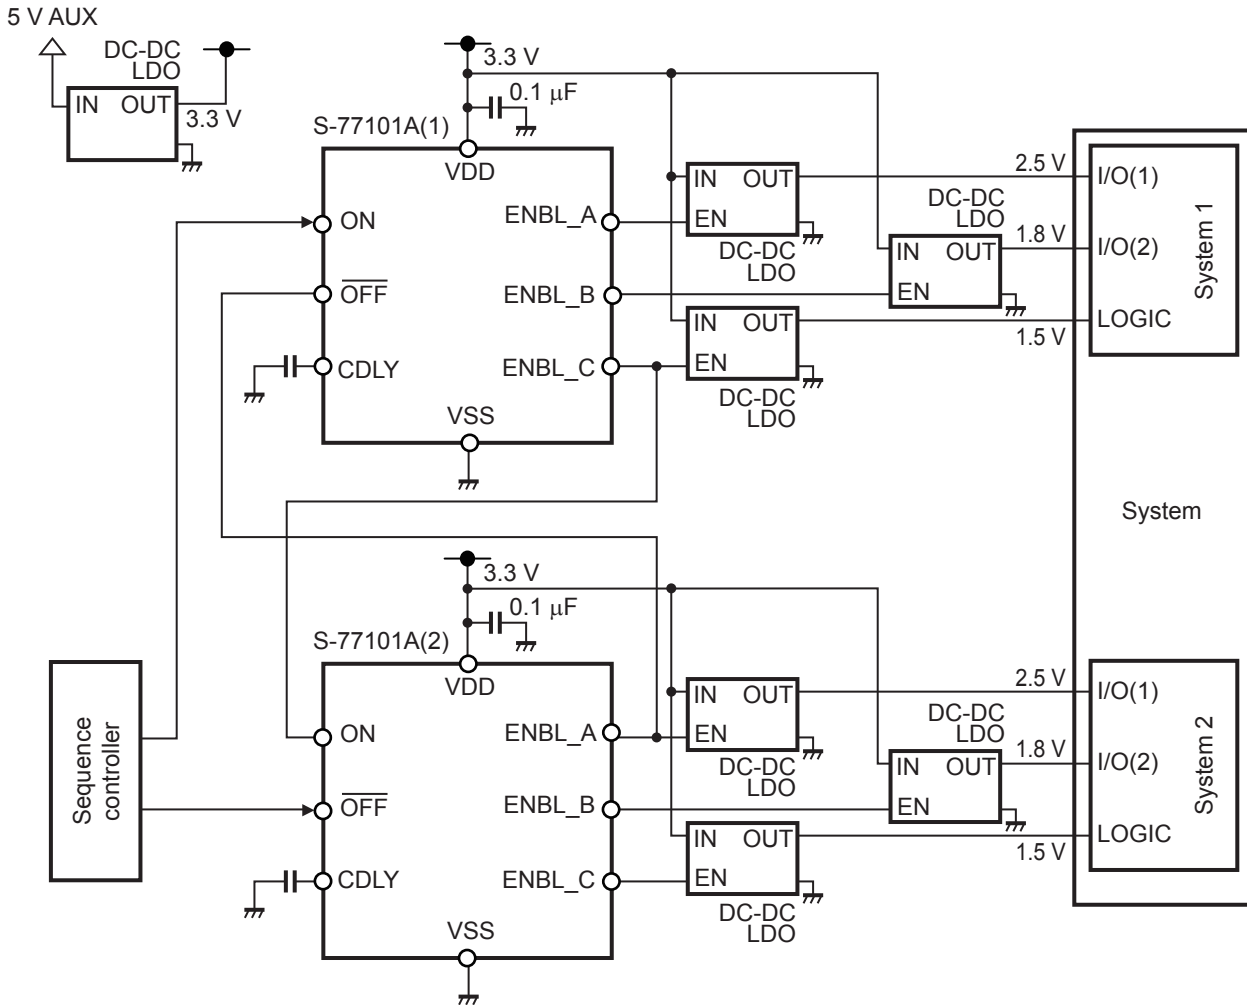 5 V AUX
DC-DC
LDO
IN OUT
3.3 V
3.3 V
0.1 μF
S-77101A(1)
VDD
ON
OFF
CDLY
VSS
ENBL_A
ENBL_B
ENBL_C
IN OUT
EN
DC-DC
LDO
DC-DC
LDO
IN OUT
EN
IN OUT
EN
DC-DC
LDO
2.5 V
1.8 V
1.5 V
I/O(1)
I/O(2)
LOGIC
System 1
System
3.3 V
0.1 μF
S-77101A(2)
VDD
ON
OFF
CDLY
VSS
ENBL_A
ENBL_B
ENBL_C
Sequence
controller
IN OUT
EN
DC-DC
LDO
DC-DC
LDO
IN OUT
EN
IN OUT
EN
DC-DC
LDO
2.5 V
1.8 V
1.5 V
I/O(1)
I/O(2)
LOGIC
System 2